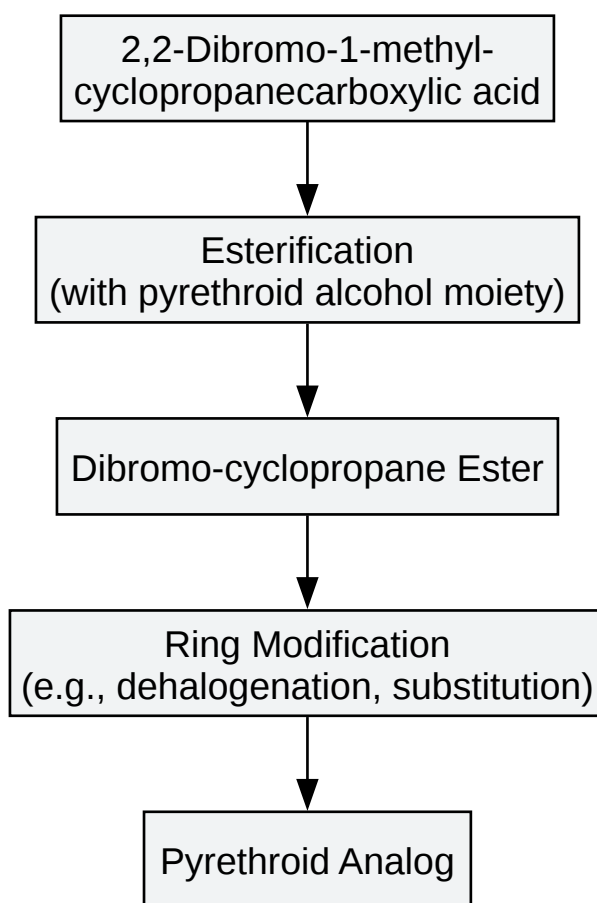 2,2-Dibromo-1-methyl-
cyclopropanecarboxylic acid
Esterification
(with pyrethroid alcohol moiety)
Dibromo-cyclopropane Ester
Ring Modification
(e.g., dehalogenation, substitution)
Pyrethroid Analog